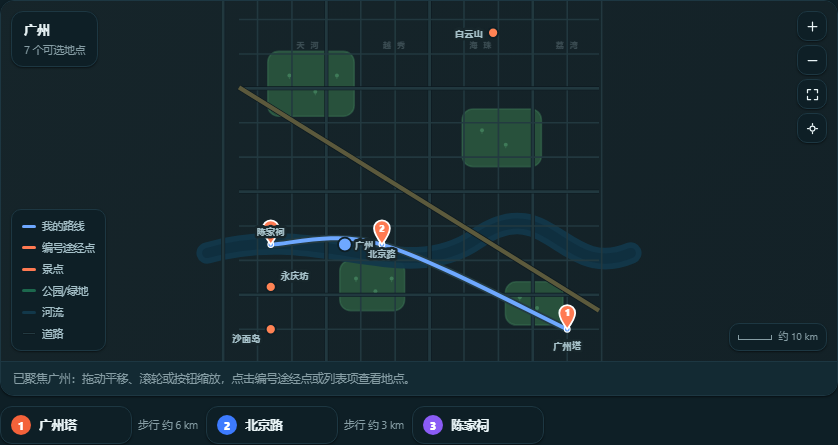 广州
7 个可选地点
白云山
天 河
越 秀
海 珠
荔 湾
+
−
我的路线
编号途经点
景点
公园/绿地
河流
道路
陈家祠
2
广州
北京路
永庆坊
沙面岛
1
广州塔
约 10 km
已聚焦广州：拖动平移、滚轮或按钮缩放，点击编号途经点或列表项查看地点。
1 广州塔 步行 约 6 km 2 北京路 步行 约 3 km 3 陈家祠